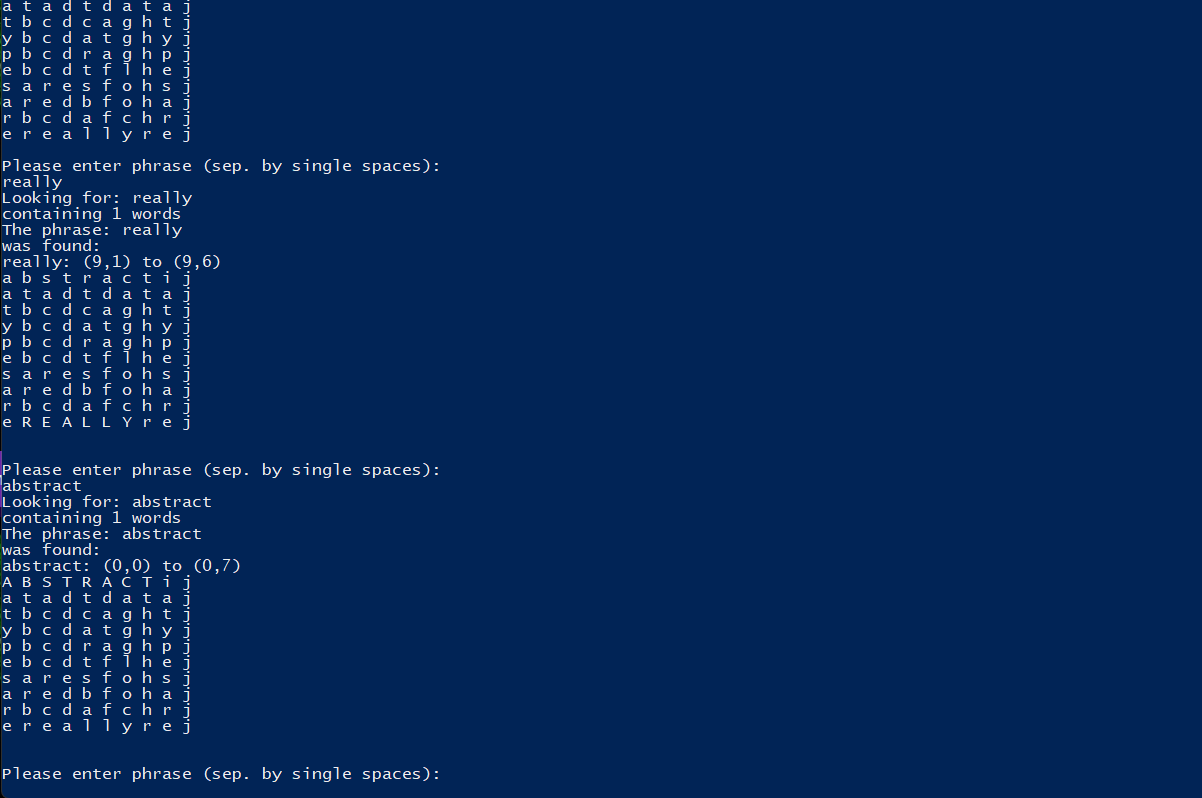 a t a d t d a t a j
t b c d c a g h t j
y b c d a t g h y j
p b c d r a g h p j
e b c d t f l h e j
s a r e s f o h s j
a r e d b f o h a j
r b c d a f c h r j
e r e a l l y r e j
Please enter phrase (sep. by single spaces):
really
Looking for: really
containing 1 words
The phrase: really
was found:
really: (9,1) to (9,6)
a b s t r a c t i j
a t a d t d a t a j
t b c d c a g h t j
y b c d a t g h y j
p b c d r a g h p j
e b c d t f l h e j
s a r e s f o h s j
a r e d b f o h a j
r b c d a f c h r j
e R E A L L Y r e j
Please enter phrase (sep. by single spaces):
abstract
Looking for: abstract
containing 1 words
The phrase: abstract
was found:
abstract: (0,0) to (0,7)
A B S T R A C T i j
a t a d t d a t a j
t b c d c a g h t j
y b c d a t g h y j
p b c d r a g h p j
e b c d t f l h e j
s a r e s f o h s j
a r e d b f o h a j
r b c d a f c h r j
e r e a l l y r e j
Please enter phrase (sep. by single spaces):